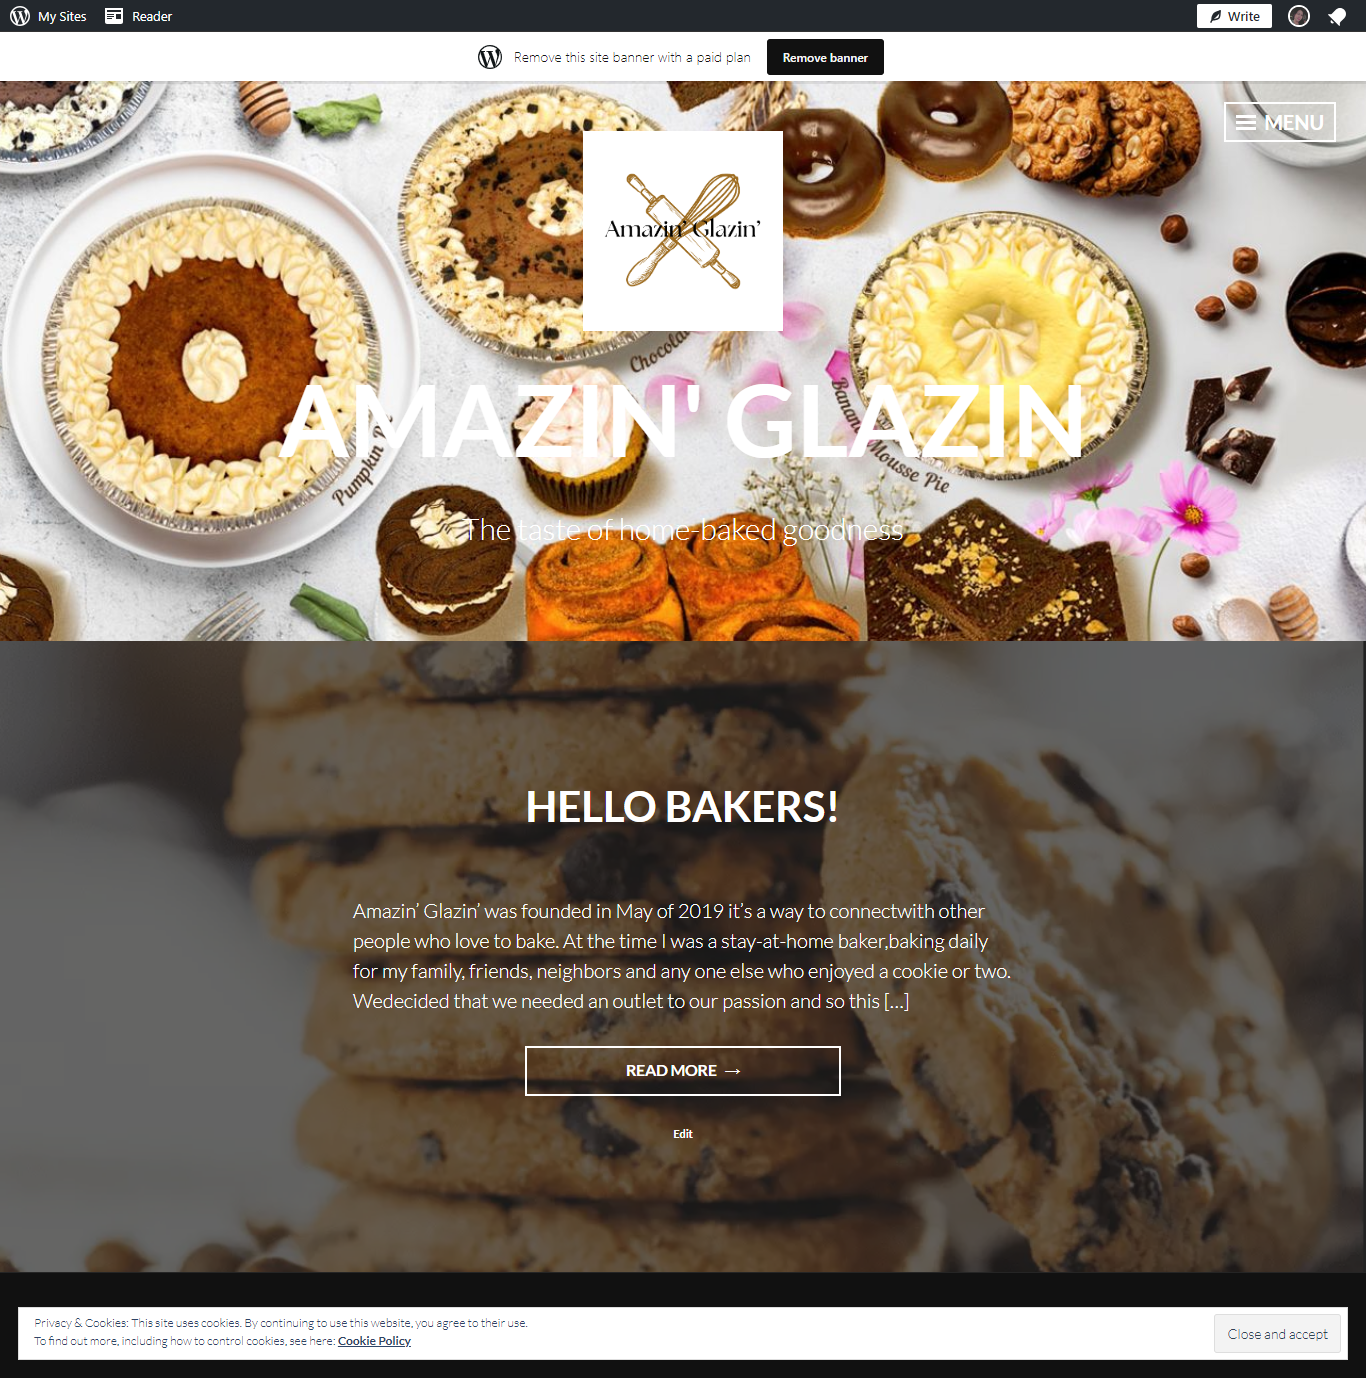 My Sites
Reader
Write
Remove this site banner with a paid plan
Remove banner
MENU
Amazin' Glazin'
Chocola
AMAZIN' GLAZIN
Pumpkin
Banana Mousse Pie
The taste of home-baked goodness
HELLO BAKERS!
Amazin’ Glazin’ was founded in May of 2019 it’s a way to connectwith other
people who love to bake. At the time I was a stay-at-home baker,baking daily
for my family, friends, neighbors and any one else who enjoyed a cookie or two.
Wedecided that we needed an outlet to our passion and so this [...]
READ MORE →
Edit
Privacy & Cookies: This site uses cookies. By continuing to use this website, you agree to their use.
To find out more, including how to control cookies, see here: Cookie Policy
Close and accept